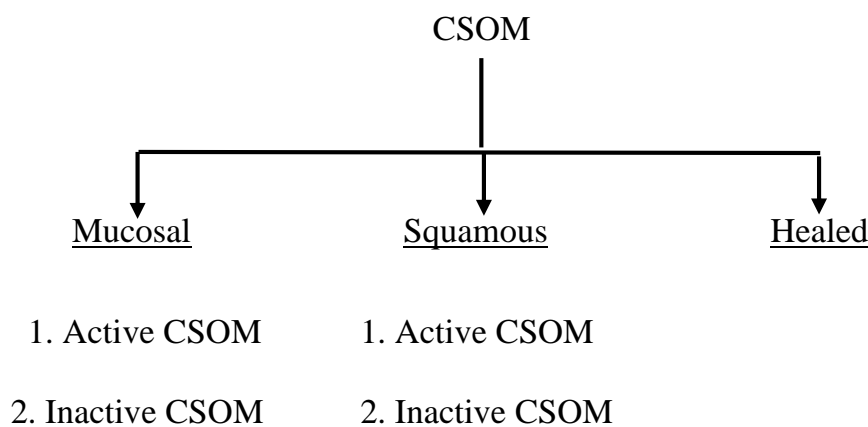 CSOM
Mucosal Squamous Healed
1. Active CSOM 1. Active CSOM
2. Inactive CSOM 2. Inactive CSOM